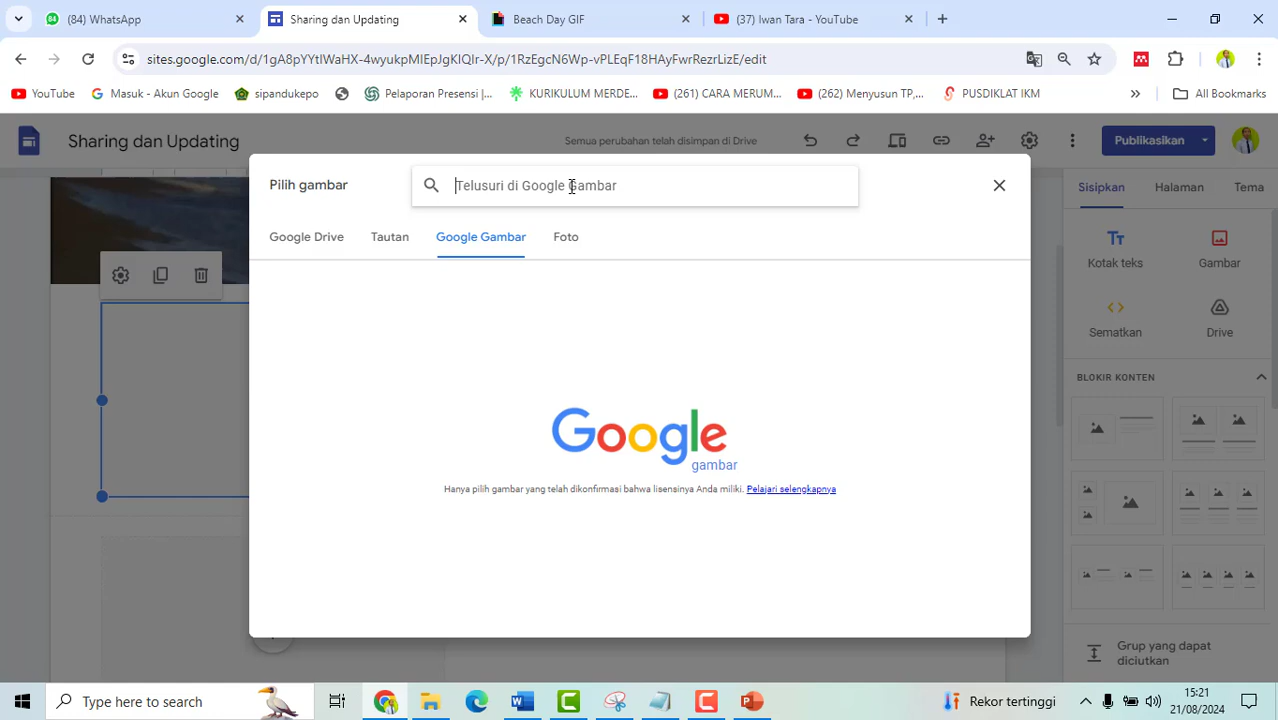 (84) WhatsApp
Sharing dan Updating
Beach Day GIF
(37) Iwan Tara - YouTube
sites.google.com/d/1gA8pYYtIWaHX-4wyukpMIEpXgKIQIr-X/p/1RzEgcN6Wp-vPLEqF18HAyFwrRezrLizE/edit
YouTube
Masuk - Akun Google
sipandukepo
Pelaporan Presensi |...
KURIKULUM MERDE...
(261) CARA MERUM...
(262) Menyusun TP,...
PUSDIKLAT IKM
All Bookmarks
Sharing dan Updating
Semua perubahan telah disimpan di Drive
Publikasikan
Pilih gambar
Telusuri di Google Gambar
Sisipkan
Halaman
Tema
Google Drive
Tautan
Google Gambar
Foto
Kotak teks
Gambar
Sematkan
Drive
BLOKIR KONTEN
Google
gambar
Hanya pilih gambar yang telah dikonfirmasi bahwa lisensinya Anda miliki. Pelajari selengkapnya
Grup yang dapat
diciutkan
Type here to search
Rekor tertinggi
15:21
21/08/2024